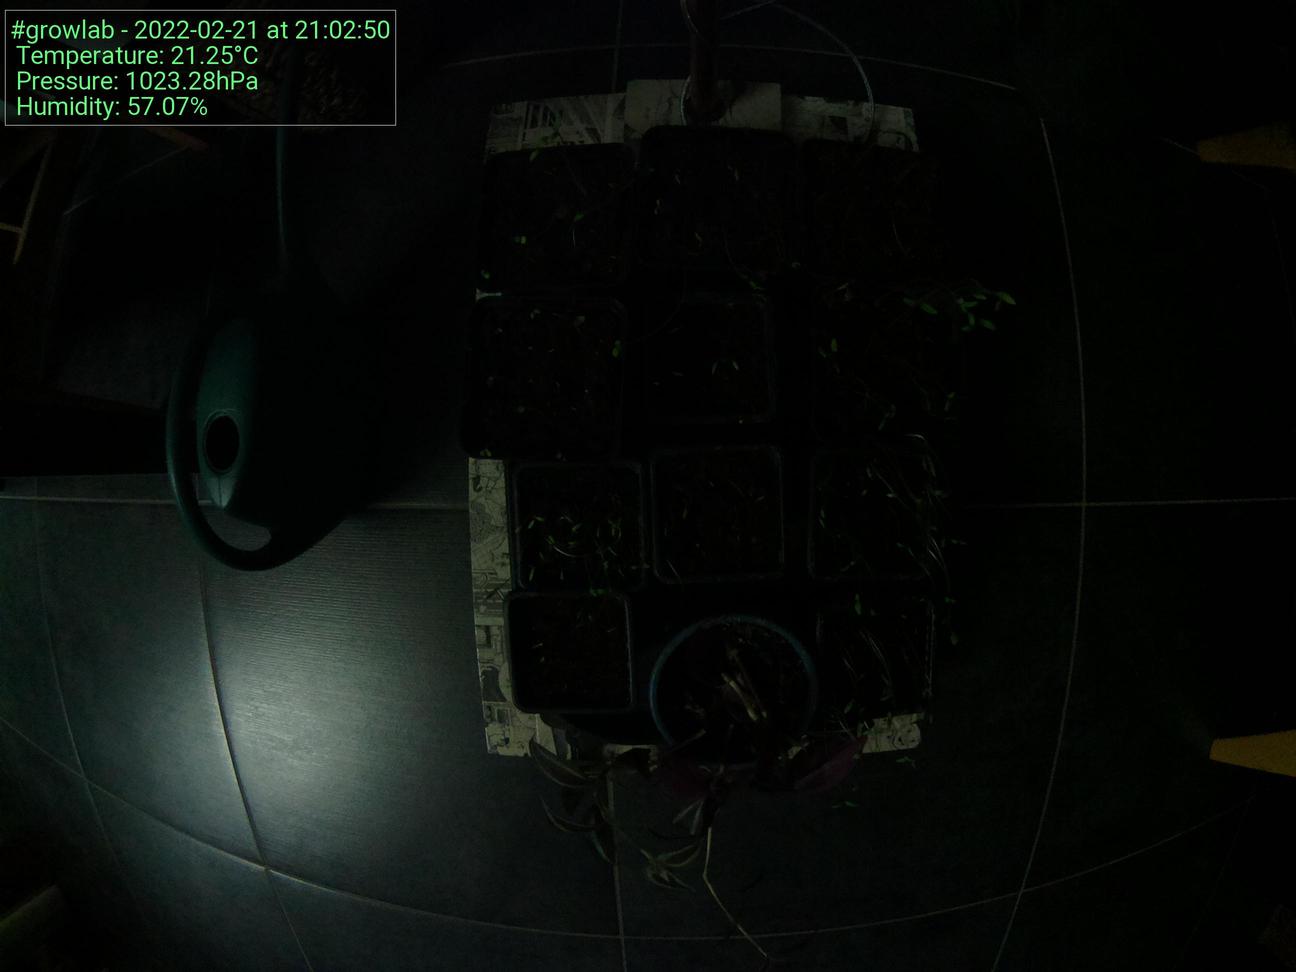 #growlab - 2022-02-21 at 21:02:50
Temperature: 21.25°C
Pressure: 1023.28hPa
Humidity: 57.07%